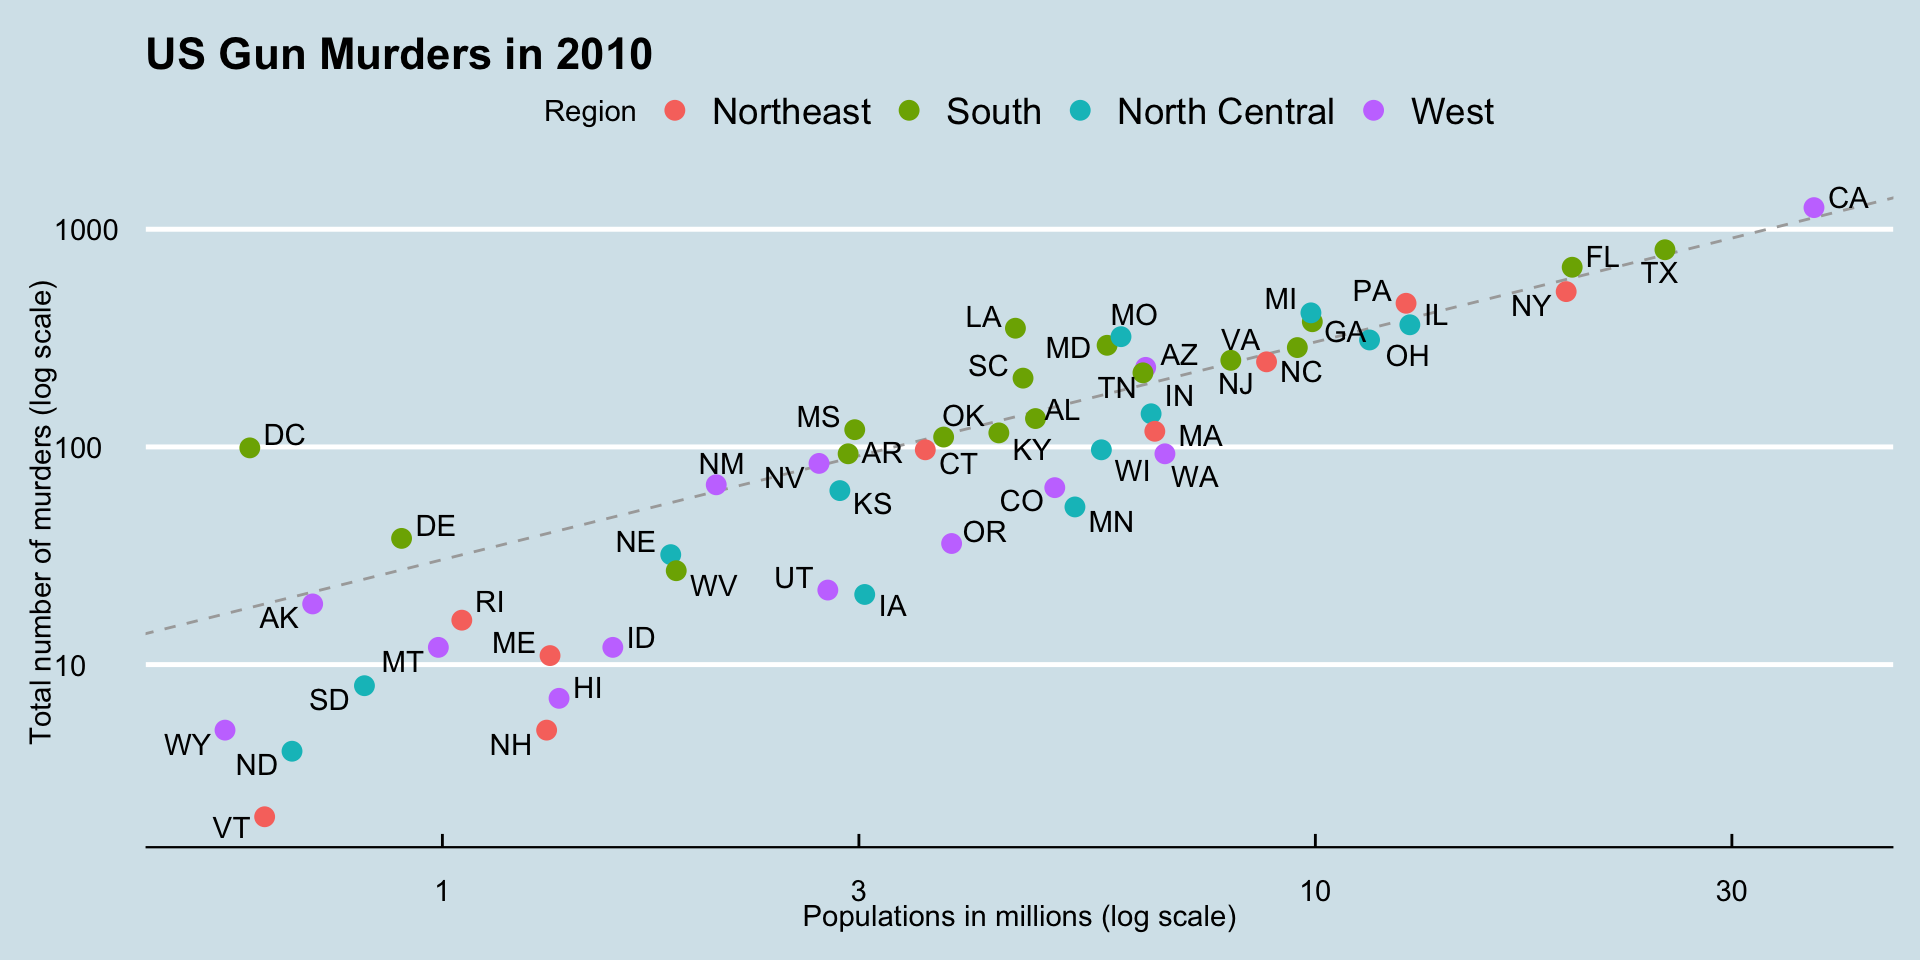 US Gun Murders in 2010
Region Northeast South North Central West
CA
1000
FL
TX
PA
MI
NY
LA
MO
IL
GA
VA
MD
AZ
OH
SC
NC
TN
NJ
IN
MS
OK
AL
DC
MA
100
KY
AR
NM
CT
WI
NV
WA
CO
KS
DE
MN
OR
NE
UT
WV
RI
IA
AK
ME
ID
MT
10
HI
SD
WY
NH
ND
VT
Total number of murders (log scale)
1 3 10 30
Populations in millions (log scale)